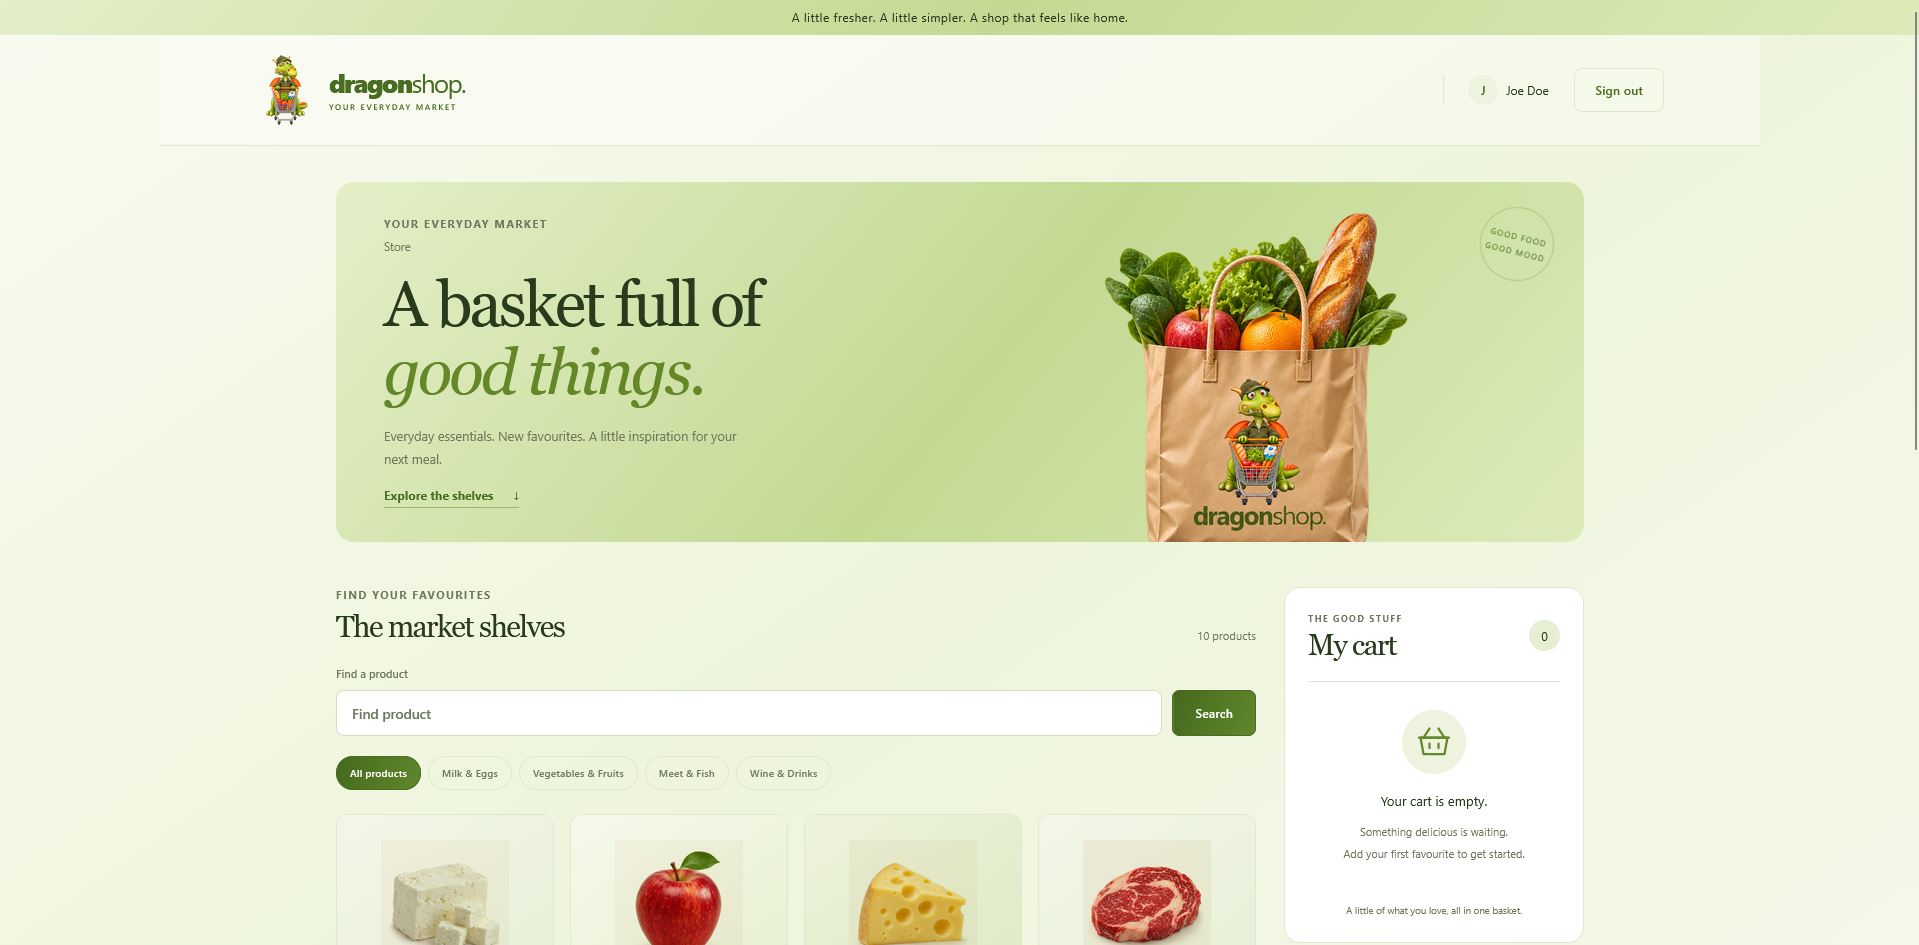 A little fresher. A little simpler. A shop that feels like home.
dragonshop.
YOUR EVERYDAY MARKET
J
Joe Doe
Sign out
YOUR EVERYDAY MARKET
Store
A basket full of
good things.
Everyday essentials. New favourites. A little inspiration for your
next meal.
Explore the shelves ↓
GOOD FOOD
GOOD MOOD
dragonshop.
FIND YOUR FAVOURITES
The market shelves
10 products
Find a product
Find product
Search
All products
Milk & Eggs
Vegetables & Fruits
Meet & Fish
Wine & Drinks
THE GOOD STUFF
My cart
0
Your cart is empty.
Something delicious is waiting.
Add your first favourite to get started.
A little of what you love, all in one basket.